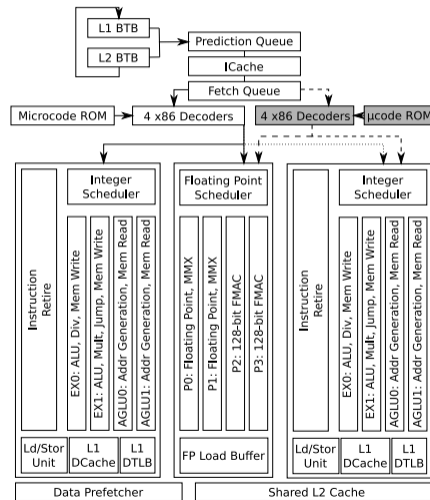 L1 BTB
L2 BTB
Prediction Queue
ICache
Fetch Queue
Microcode ROM
4 x86 Decoders
4 x86 Decoders
µcode ROM
Integer
Scheduler
Instruction
Retire
EX0: ALU, Div, Mem Write
EX1: ALU, Mult, Jump, Mem Write
AGLU0: Addr Generation, Mem Read
AGLU1: Addr Generation, Mem Read
Ld/Stor
Unit
L1
DCache
L1
DTLB
Floating Point
Scheduler
P0: Floating Point, MMX
P1: Floating Point, MMX
P2: 128-bit FMAC
P3: 128-bit FMAC
FP Load Buffer
Integer
Scheduler
Instruction
Retire
EX0: ALU, Div, Mem Write
EX1: ALU, Mult, Jump, Mem Write
AGLU0: Addr Generation, Mem Read
AGLU1: Addr Generation, Mem Read
Ld/Stor
Unit
L1
DCache
L1
DTLB
Data Prefetcher
Shared L2 Cache